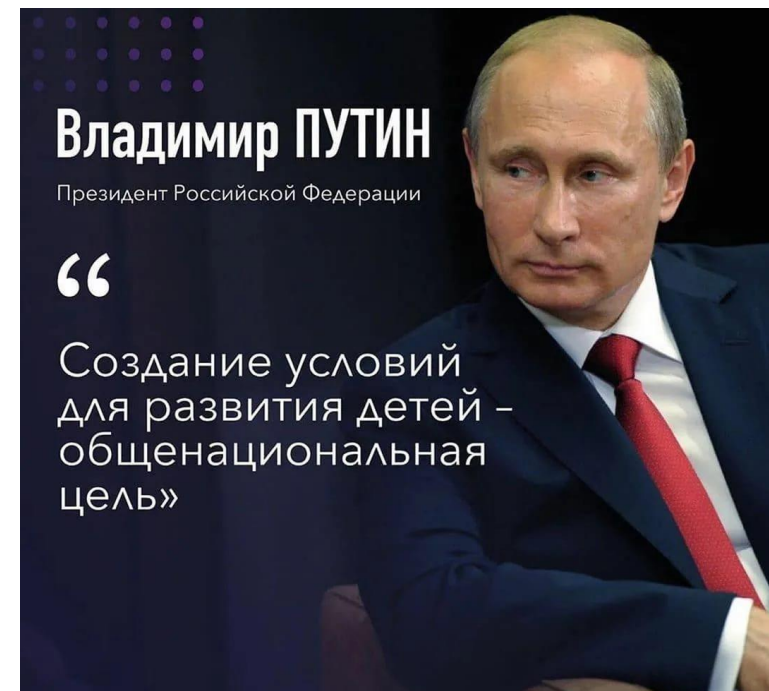 Владимир ПУТИН
Президент Российской Федерации
“
Создание условий
для развития детей –
общенациональная
цель»